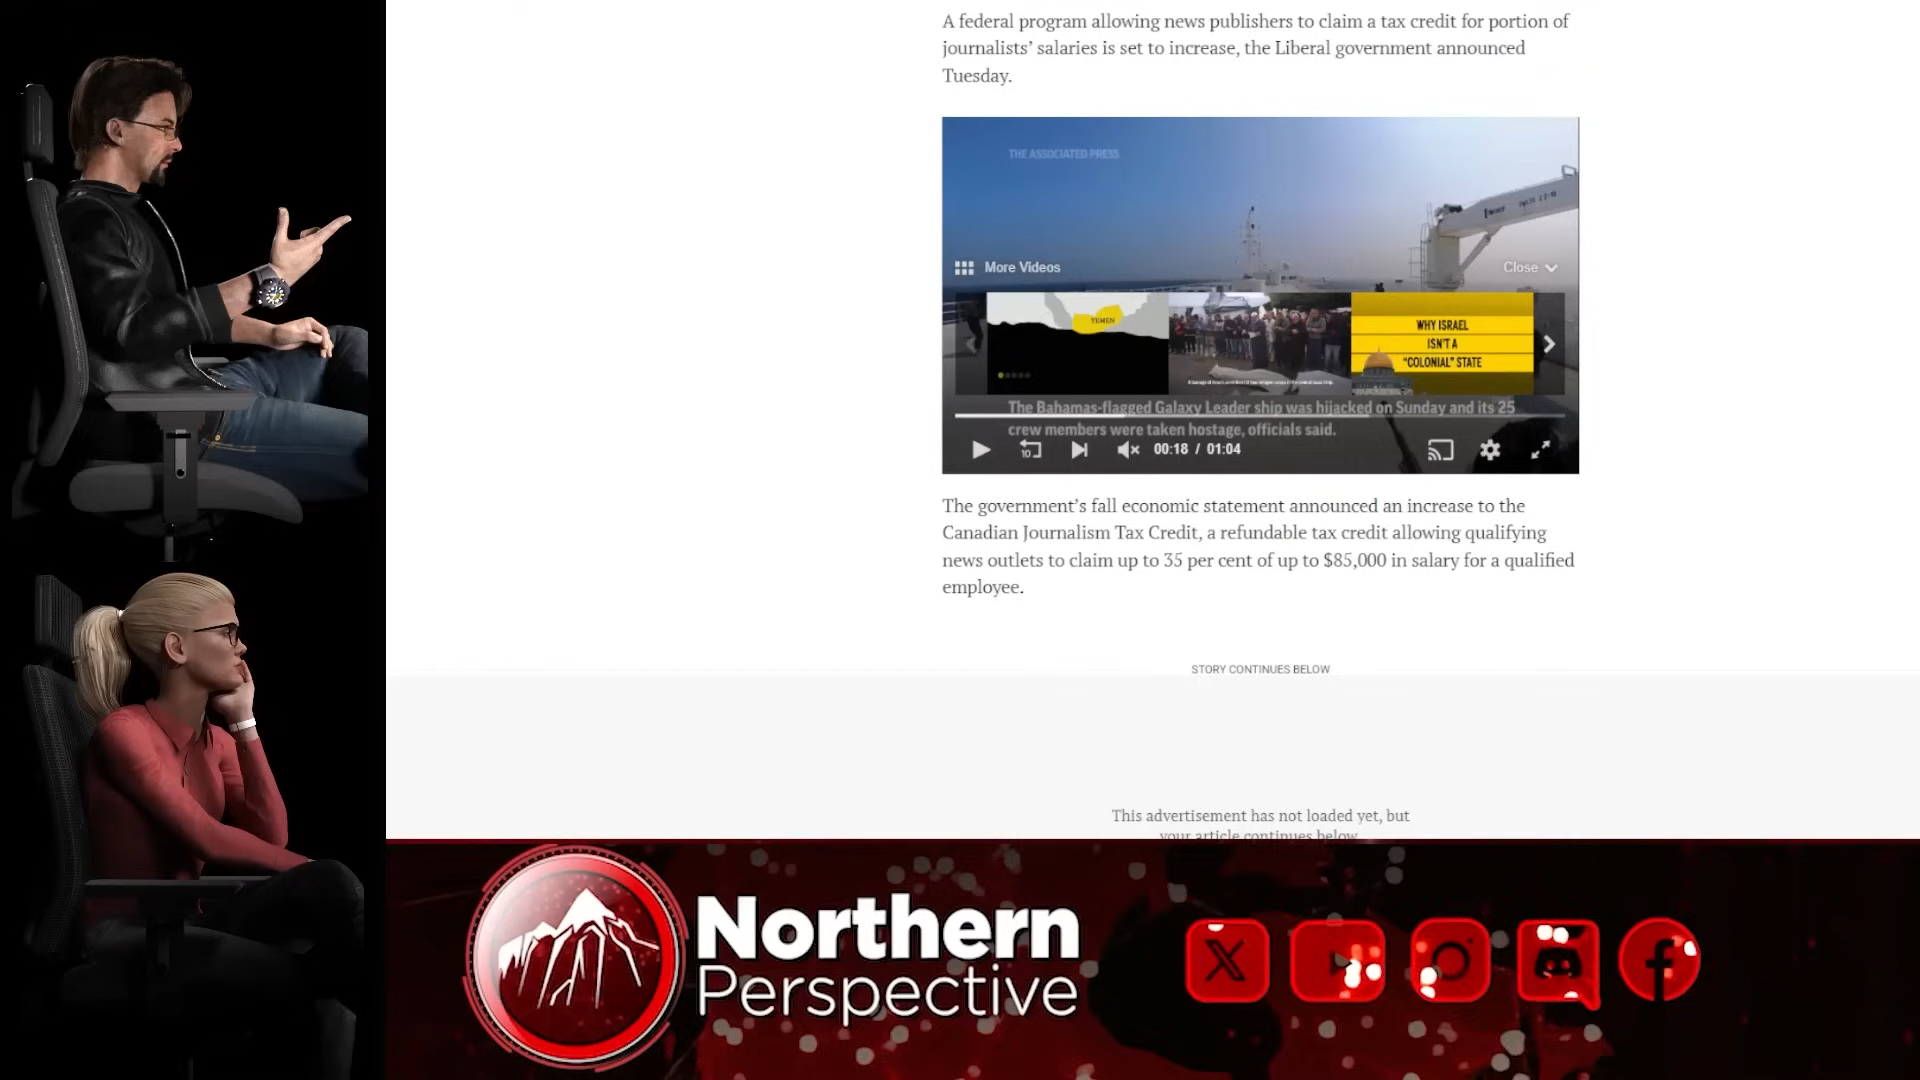 A federal program allowing news publishers to claim a tax credit for portion of
journalists’ salaries is set to increase, the Liberal government announced
Tuesday.
THE ASSOCIATED PRESS
More Videos
Close
YEMEN
WHY ISRAEL
ISN'T A
"COLONIAL" STATE
The Bahamas-flagged Galaxy Leader ship was hijacked on Sunday and its 25
crew members were taken hostage, officials said.
10
00:18 / 01:04
The government’s fall economic statement announced an increase to the
Canadian Journalism Tax Credit, a refundable tax credit allowing qualifying
news outlets to claim up to 35 per cent of up to $85,000 in salary for a qualified
employee.
STORY CONTINUES BELOW
This advertisement has not loaded yet, but
your article continues below.
Northern
Perspective